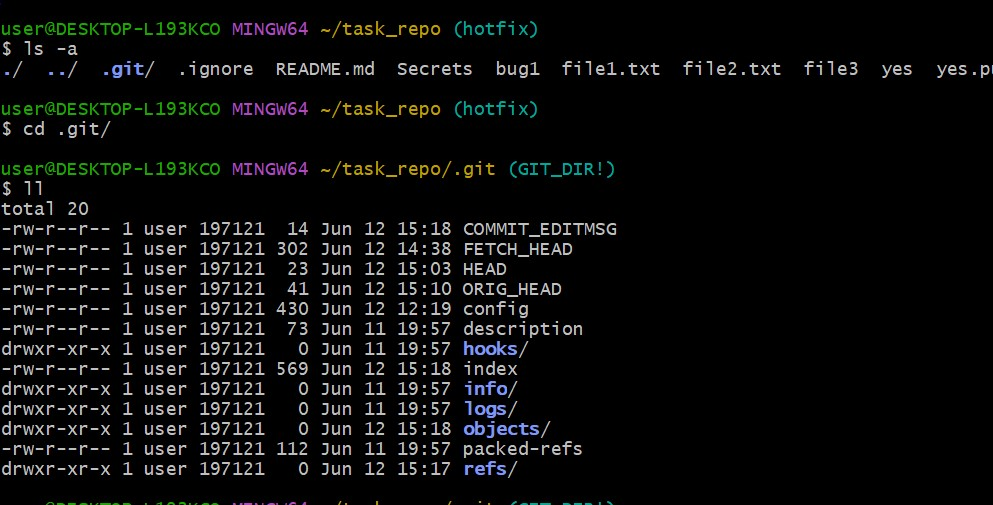 user@DESKTOP-L193KCO MINGW64 ~/task_repo (hotfix)
$ ls -a
./ ../ .git/ .ignore README.md Secrets bug1 file1.txt file2.txt file3 yes
user@DESKTOP-L193KCO MINGW64 ~/task_repo (hotfix)
$ cd .git/
user@DESKTOP-L193KCO MINGW64 ~/task_repo/.git (GIT_DIR!)
$ ll
total 20
-rw-r--r-- 1 user 197121 14 Jun 12 15:18 COMMIT_EDITMSG
-rw-r--r-- 1 user 197121 302 Jun 12 14:38 FETCH_HEAD
-rw-r--r-- 1 user 197121 23 Jun 12 15:03 HEAD
-rw-r--r-- 1 user 197121 41 Jun 12 15:10 ORIG_HEAD
-rw-r--r-- 1 user 197121 430 Jun 12 12:19 config
-rw-r--r-- 1 user 197121 73 Jun 11 19:57 description
drwxr-xr-x 1 user 197121 0 Jun 11 19:57 hooks/
-rw-r--r-- 1 user 197121 569 Jun 12 15:18 index
drwxr-xr-x 1 user 197121 0 Jun 11 19:57 info/
drwxr-xr-x 1 user 197121 0 Jun 11 19:57 logs/
drwxr-xr-x 1 user 197121 0 Jun 12 15:18 objects/
-rw-r--r-- 1 user 197121 112 Jun 11 19:57 packed-refs
drwxr-xr-x 1 user 197121 0 Jun 12 15:17 refs/